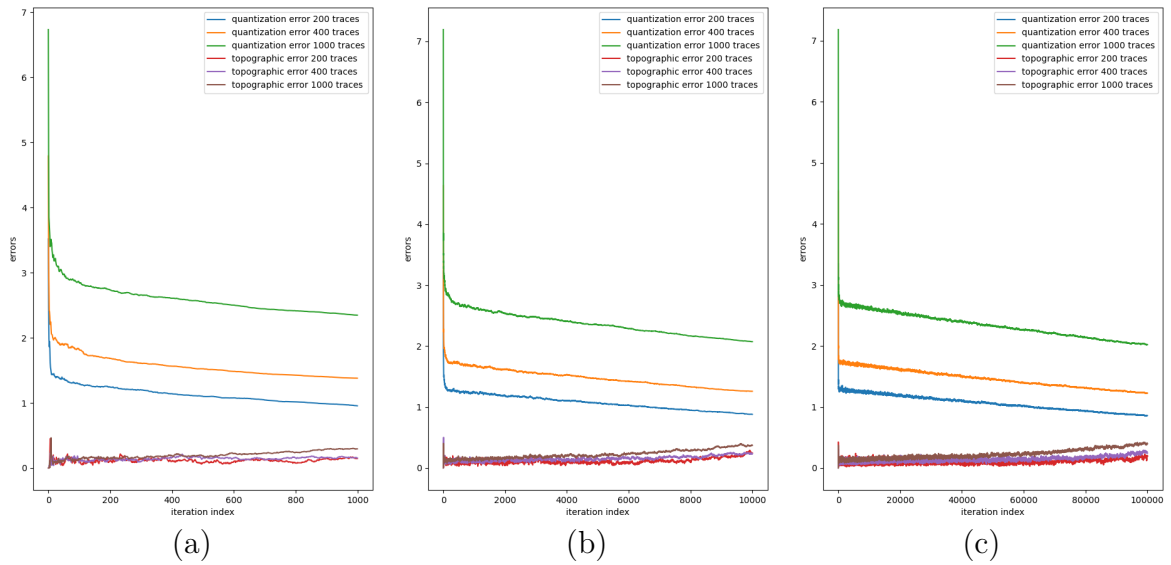 7
6
5
4
3
2
1
0
errors
0
200
400
600
800
1000
iteration index
quantization error 200 traces
quantization error 400 traces
quantization error 1000 traces
topographic error 200 traces
topographic error 400 traces
topographic error 1000 traces
(a)
7
6
5
4
3
2
1
0
errors
0
2000
4000
6000
8000
10000
iteration index
quantization error 200 traces
quantization error 400 traces
quantization error 1000 traces
topographic error 200 traces
topographic error 400 traces
topographic error 1000 traces
(b)
7
6
5
4
3
2
1
0
errors
0
20000
40000
60000
80000
100000
iteration index
quantization error 200 traces
quantization error 400 traces
quantization error 1000 traces
topographic error 200 traces
topographic error 400 traces
topographic error 1000 traces
(c)